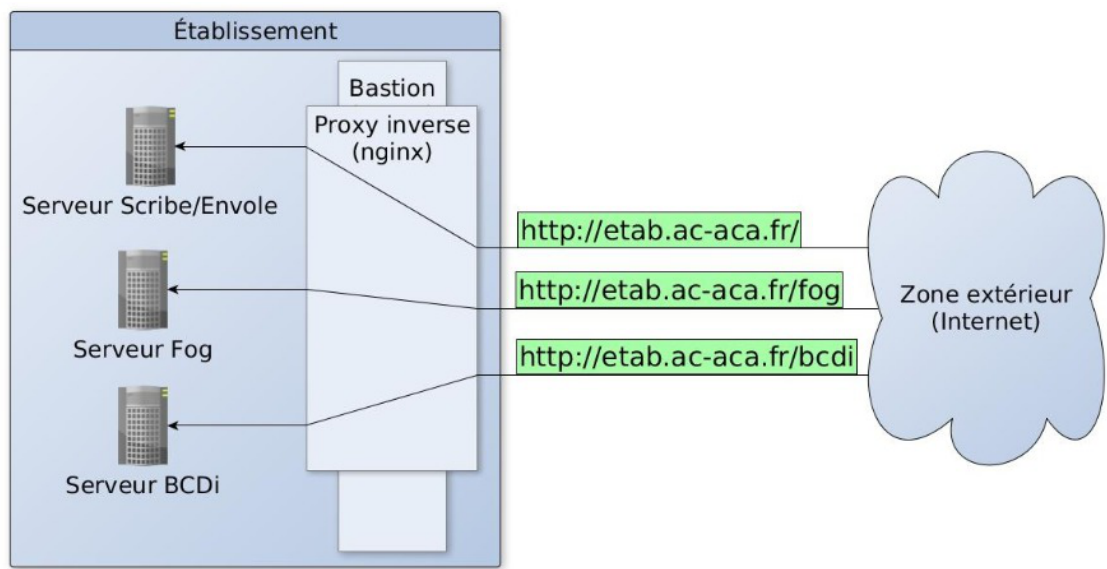 Établissement
Bastion
Proxy inverse
(nginx)
Serveur Scribe/Envole
http://etab.ac-aca.fr/
http://etab.ac-aca.fr/fog
Zone extérieur
(Internet)
Serveur Fog
http://etab.ac-aca.fr/bcdi
Serveur BCDi